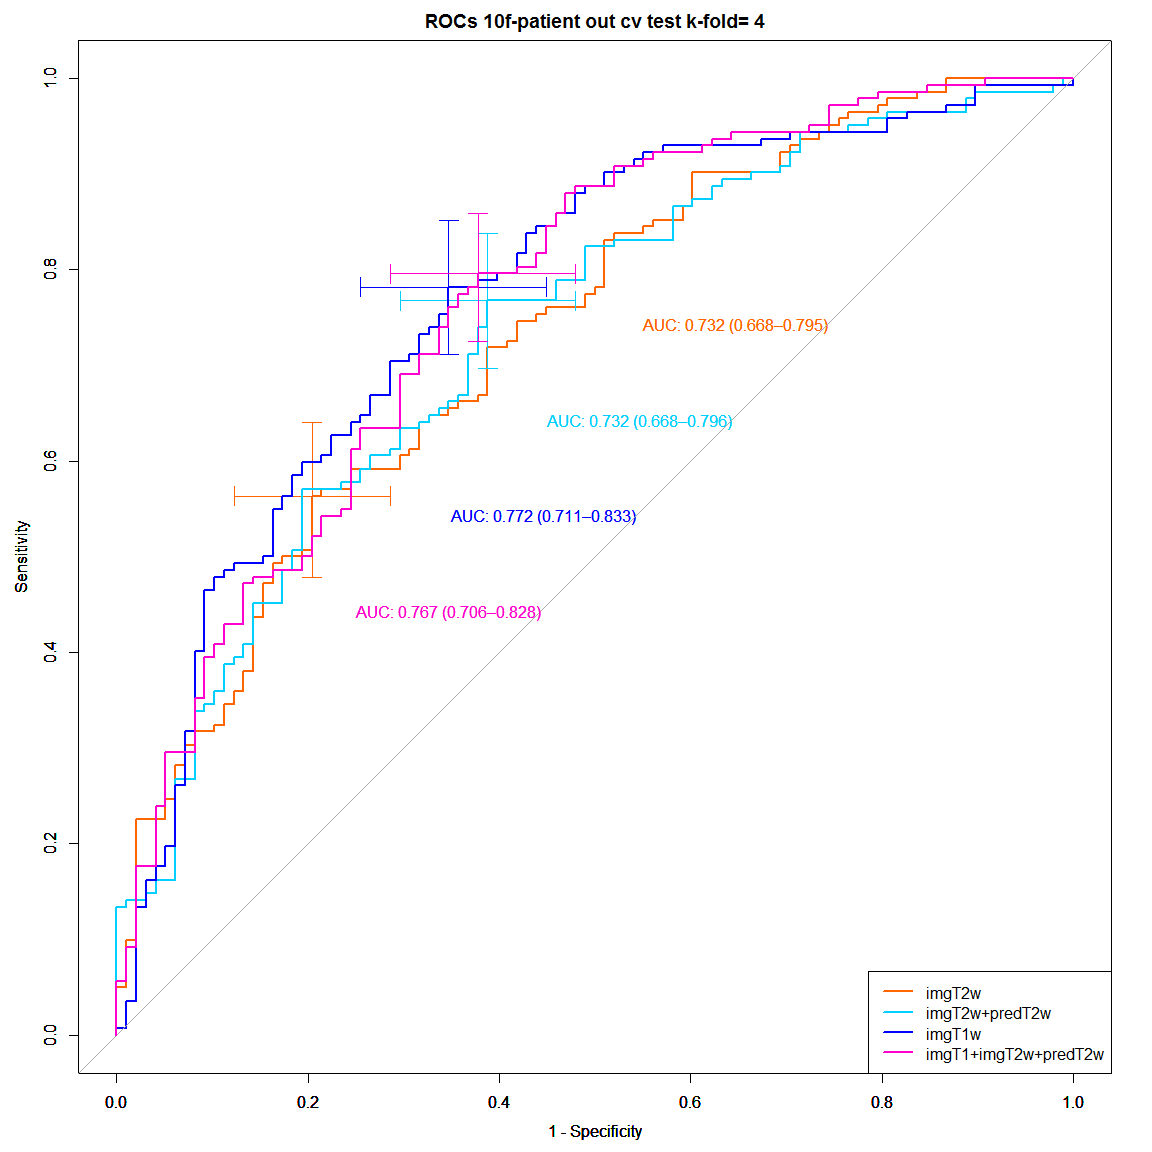 ROCs 10f-patient out cv test k-fold= 4
1.0
0.8
0.6
0.4
0.2
0.0
Sensitivity
AUC: 0.732 (0.668–0.795)
AUC: 0.732 (0.668–0.796)
AUC: 0.772 (0.711–0.833)
AUC: 0.767 (0.706–0.828)
imgT2w
imgT2w+predT2w
imgT1w
imgT1+imgT2w+predT2w
0.0 0.2 0.4 0.6 0.8 1.0
1 - Specificity